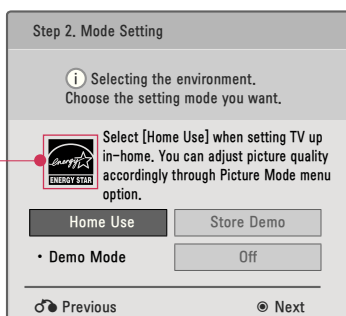 Step 2. Mode Setting
i Selecting the environment.
Choose the setting mode you want.
Select [Home Use] when setting TV up
in-home. You can adjust picture quality
accordingly through Picture Mode menu
option.
energy
ENERGY STAR
Home Use Store Demo
• Demo Mode Off
Previous Next